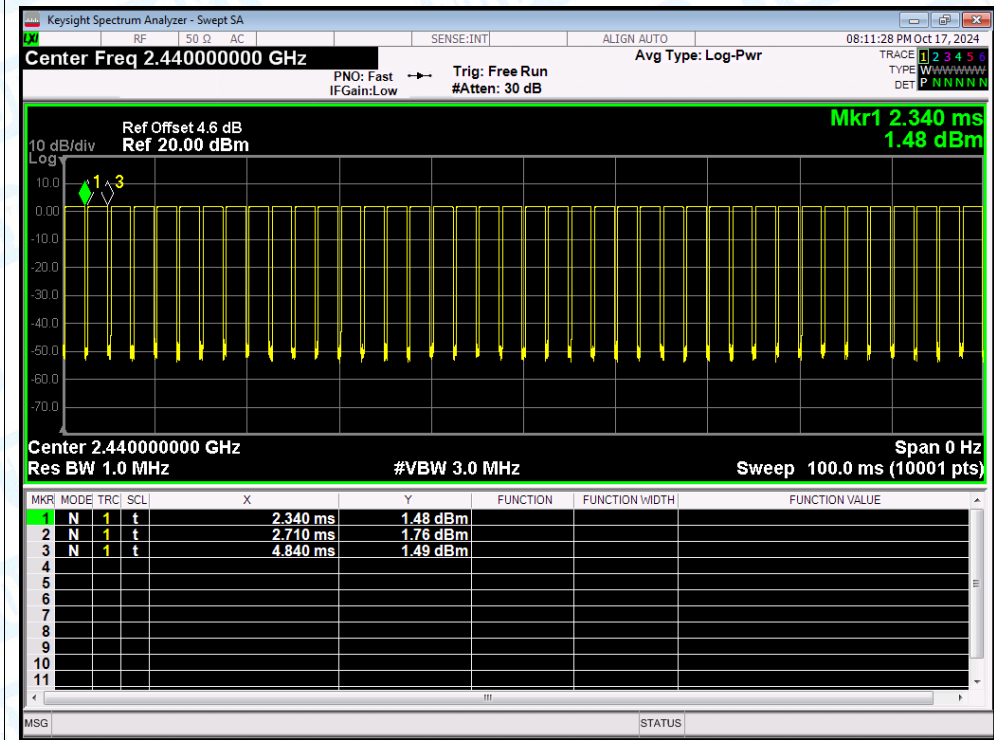 Keysight Spectrum Analyzer - Swept SA
LXI RF 50 Ω AC SENSE:INT ALIGN AUTO 08:11:28 PM Oct 17, 2024
Center Freq 2.440000000 GHz Avg Type: Log-Pwr TRACE 1 2 3 4 5 6
PNO: Fast Trig: Free Run TYPE WWWWWW
IFGain:Low #Atten: 30 dB DET P N N N N N
Mkr1 2.340 ms
Ref Offset 4.6 dB
10 dB/div Ref 20.00 dBm 1.48 dBm
Log
1 3
10.0
0.00
-10.0
-20.0
-30.0
-40.0
-50.0
-60.0
-70.0
Center 2.440000000 GHz Span 0 Hz
Res BW 1.0 MHz #VBW 3.0 MHz Sweep 100.0 ms (10001 pts)
MKR MODE TRC SCL X Y FUNCTION FUNCTION WIDTH FUNCTION VALUE
1 N 1 t 2.340 ms 1.48 dBm
2 N 1 t 2.710 ms 1.76 dBm
3 N 1 t 4.840 ms 1.49 dBm
4
5
6
7
8
9
10
11
MSG STATUS